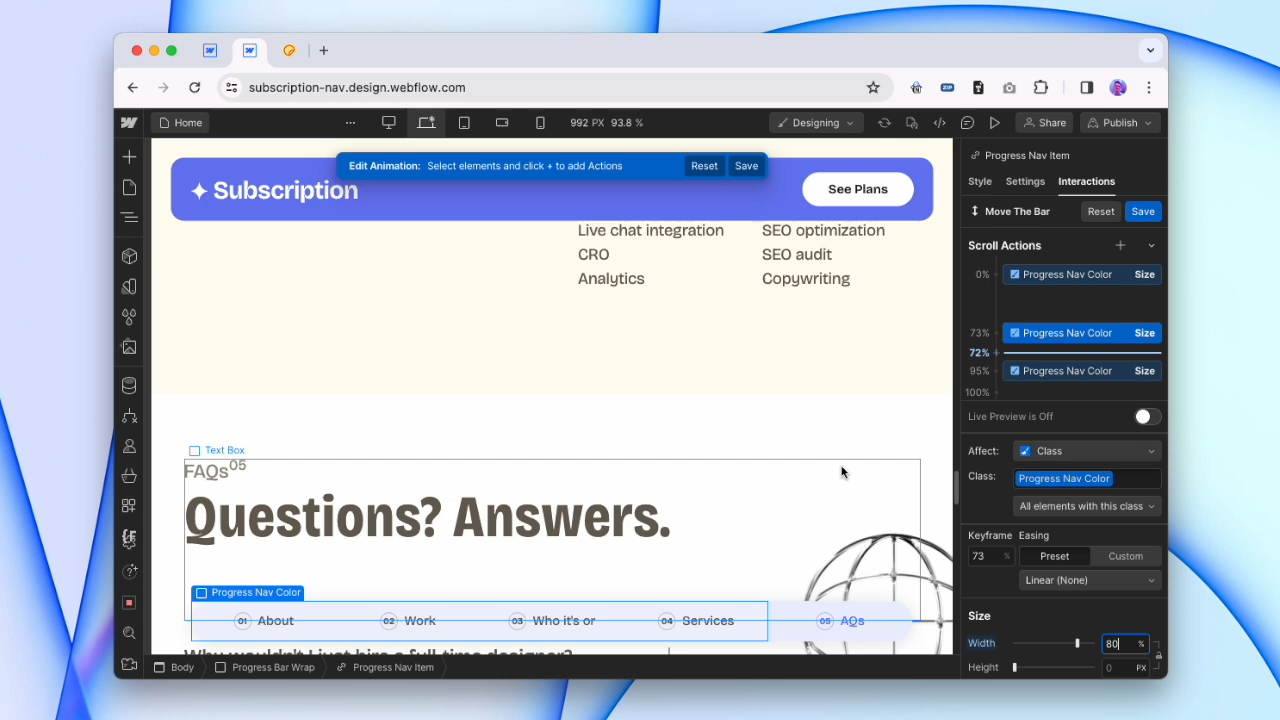 subscription-nav.design.webflow.com
ZIP
Home
992 PX 93.8 %
Designing
Share
Publish
Edit Animation: Select elements and click + to add Actions
Reset
Save
Subscription
See Plans
Live chat integration
SEO optimization
CRO
SEO audit
Analytics
Copywriting
Text Box
FAQs05
Questions? Answers.
Progress Nav Color
01 About
02 Work
03 Who it's or
04 Services
05 AQs
Body
Progress Bar Wrap
Progress Nav Item
Progress Nav Item
Style
Settings
Interactions
Move The Bar
Reset
Save
Scroll Actions
0%
Progress Nav Color Size
73%
Progress Nav Color Size
72%
95%
Progress Nav Color Size
100%
Live Preview is Off
Affect:
Class
Class:
Progress Nav Color
All elements with this class
Keyframe
Easing
73 %
Preset
Custom
Linear (None)
Size
Width
80 %
Height
0 PX